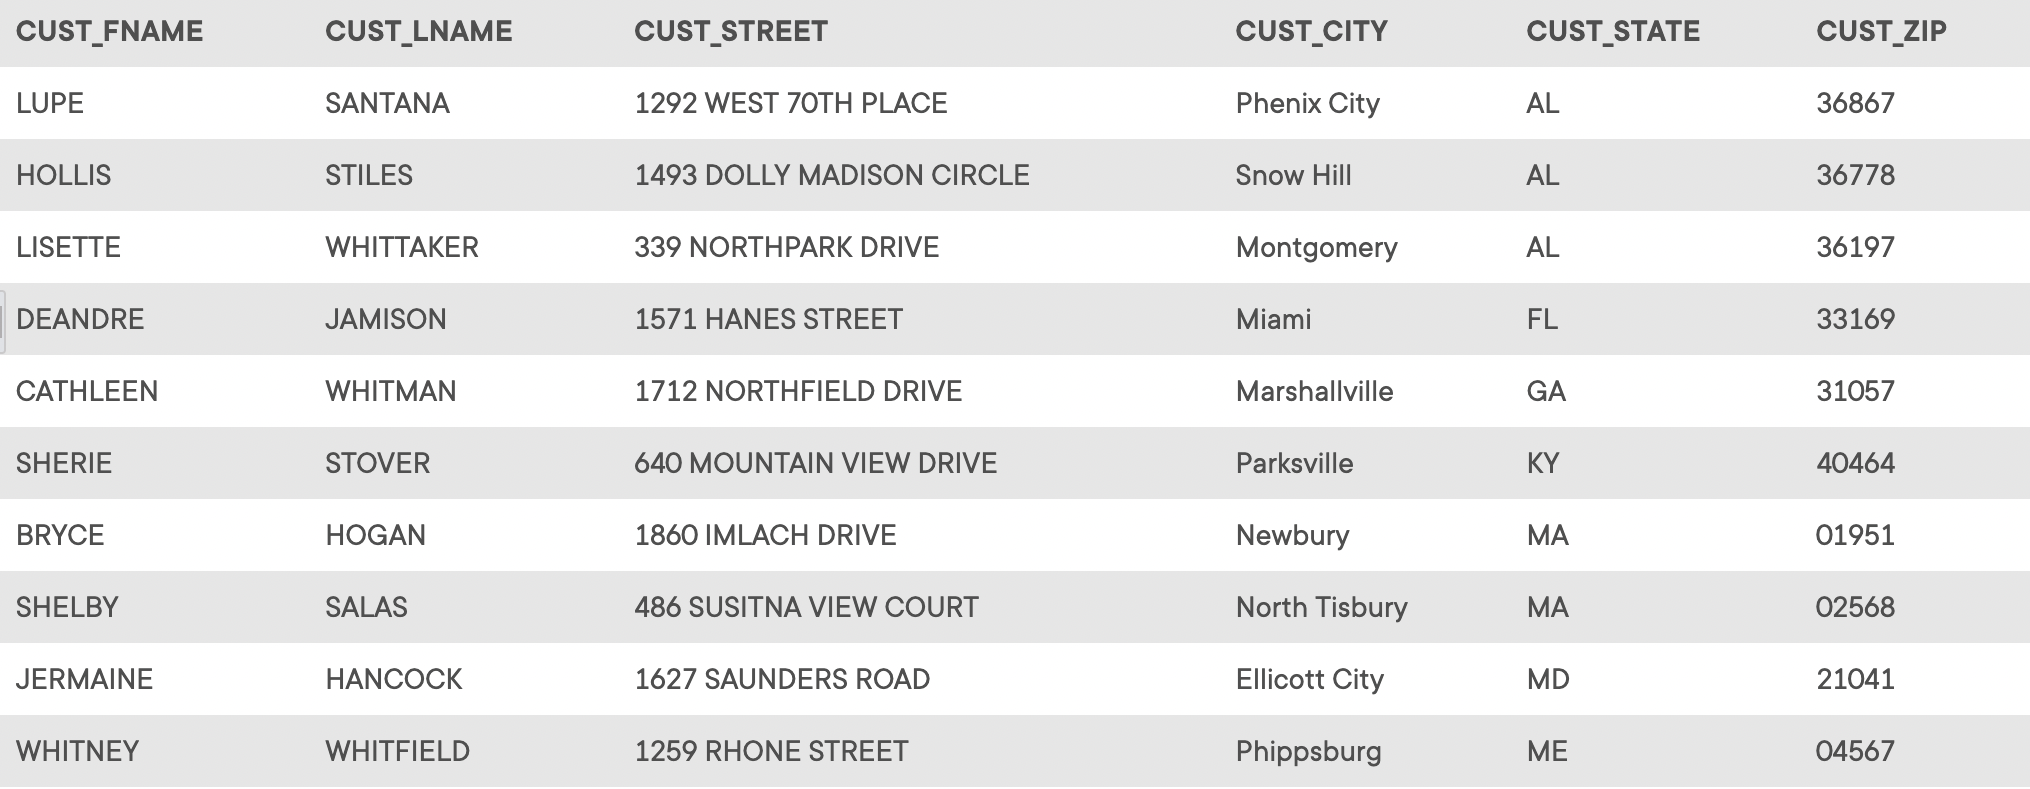 CUST_FNAME CUST_LNAME CUST_STREET CUST_CITY CUST_STATE CUST_ZIP
LUPE SANTANA 1292 WEST 70TH PLACE Phenix City AL 36867
HOLLIS STILES 1493 DOLLY MADISON CIRCLE Snow Hill AL 36778
LISETTE WHITTAKER 339 NORTHPARK DRIVE Montgomery AL 36197
DEANDRE JAMISON 1571 HANES STREET Miami FL 33169
CATHLEEN WHITMAN 1712 NORTHFIELD DRIVE Marshallville GA 31057
SHERIE STOVER 640 MOUNTAIN VIEW DRIVE Parksville KY 40464
BRYCE HOGAN 1860 IMLACH DRIVE Newbury MA 01951
SHELBY SALAS 486 SUSITNA VIEW COURT North Tisbury MA 02568
JERMAINE HANCOCK 1627 SAUNDERS ROAD Ellicott City MD 21041
WHITNEY WHITFIELD 1259 RHONE STREET Phippsburg ME 04567